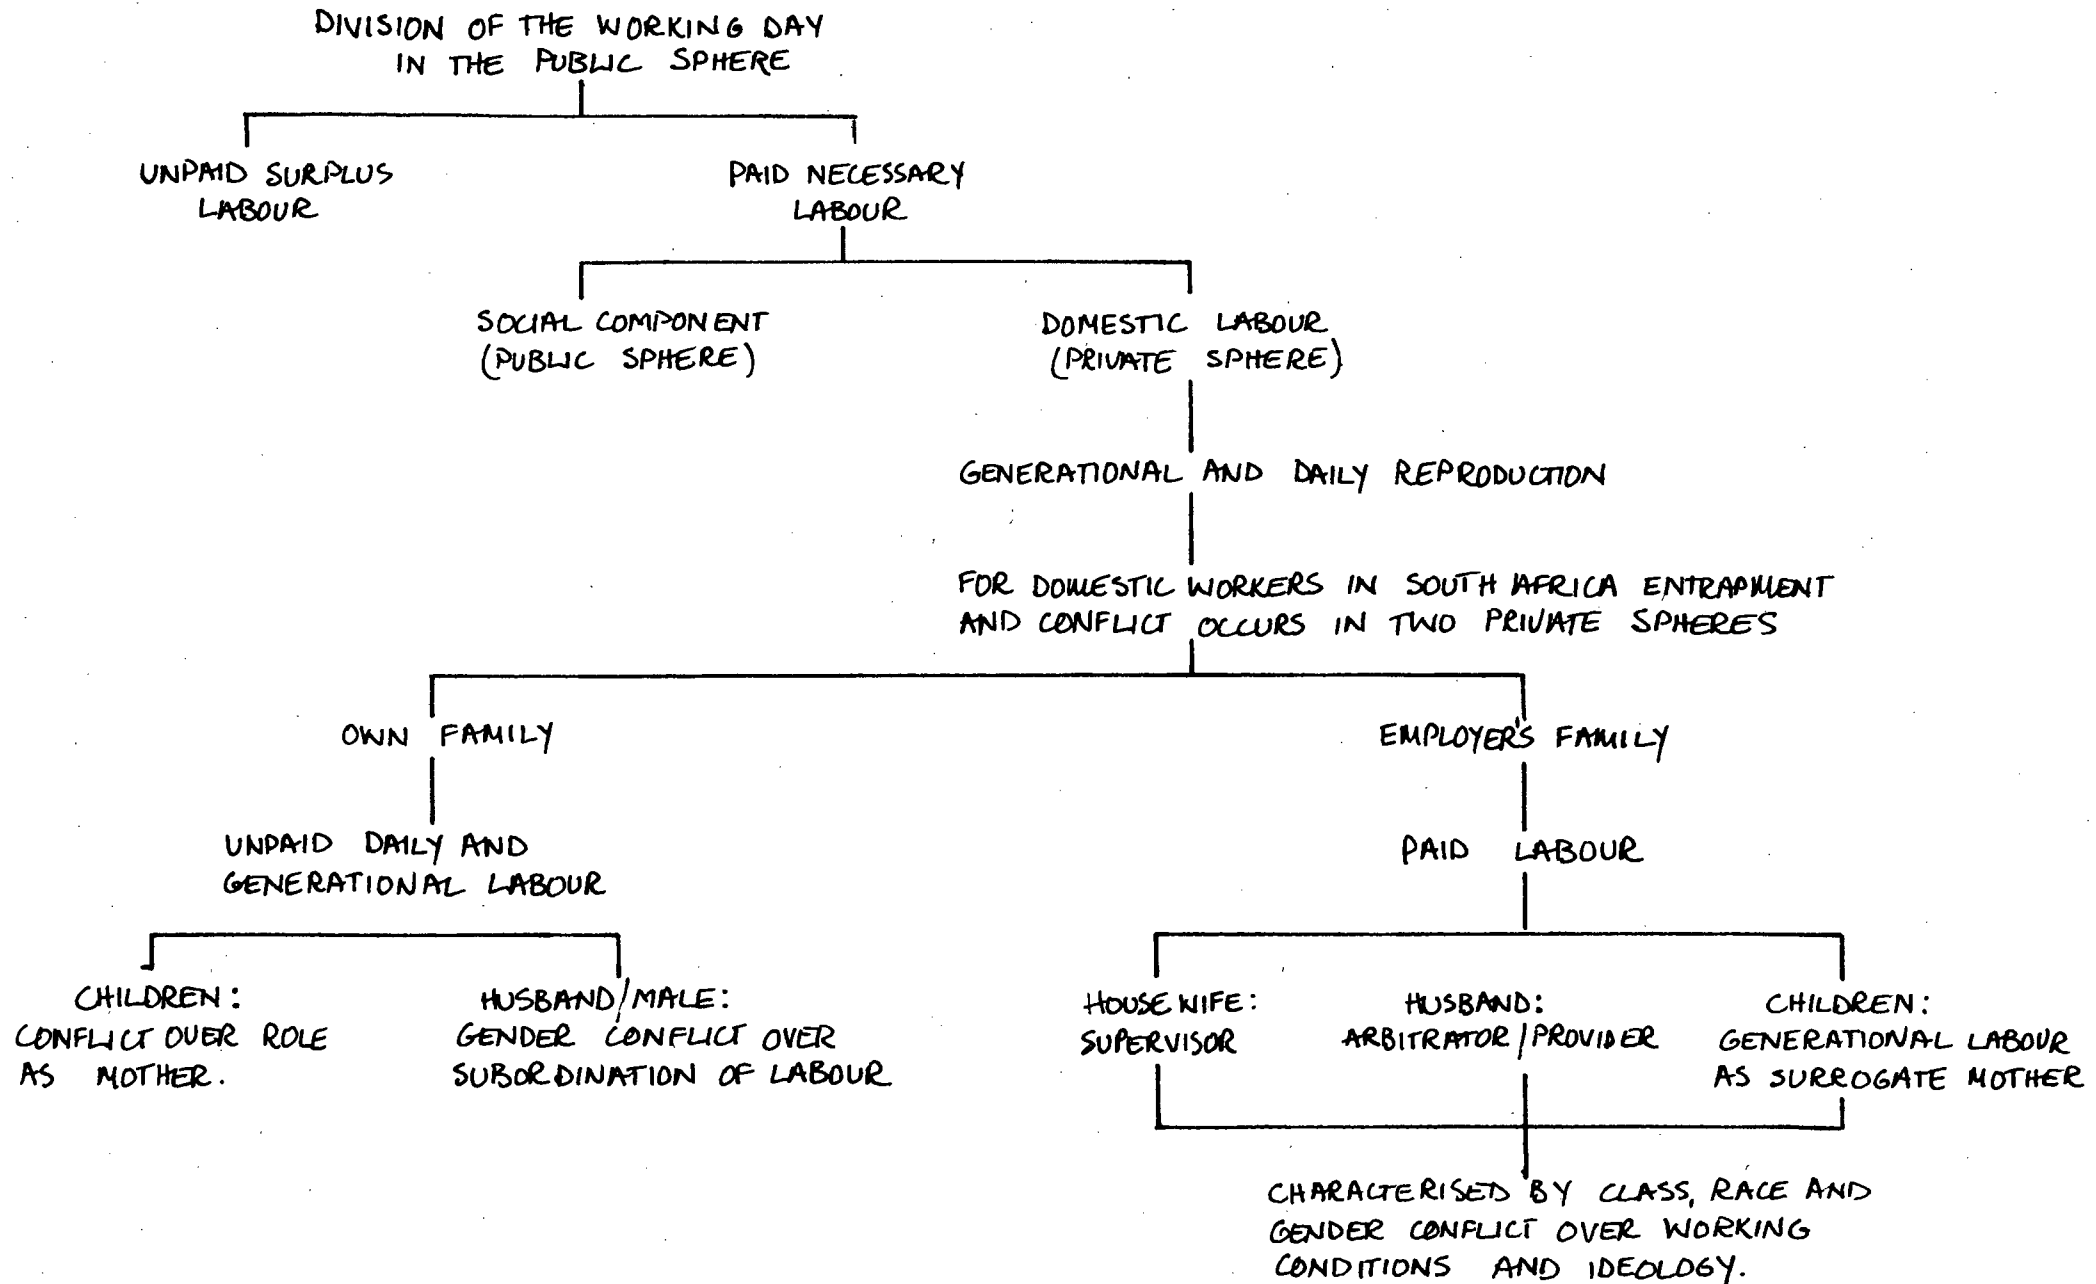 DIVISION OF THE WORKING DAY
IN THE PUBLIC SPHERE
UNPAID SURPLUS
LABOUR
PAID NECESSARY
LABOUR
SOCIAL COMPONENT
(PUBLIC SPHERE)
DOMESTIC LABOUR
(PRIVATE SPHERE)
GENERATIONAL AND DAILY REPRODUCTION
FOR DOMESTIC WORKERS IN SOUTH AFRICA ENTRAPMENT
AND CONFLICT OCCURS IN TWO PRIVATE SPHERES
OWN FAMILY
EMPLOYER'S FAMILY
UNPAID DAILY AND
GENERATIONAL LABOUR
PAID LABOUR
CHILDREN:
CONFLICT OVER ROLE
AS MOTHER.
HUSBAND/MALE:
GENDER CONFLICT OVER
SUBORDINATION OF LABOUR
HOUSEWIFE:
SUPERVISOR
HUSBAND:
ARBITRATOR/PROVIDER
CHILDREN:
GENERATIONAL LABOUR
AS SURROGATE MOTHER
CHARACTERISED BY CLASS, RACE AND
GENDER CONFLICT OVER WORKING
CONDITIONS AND IDEOLOGY.